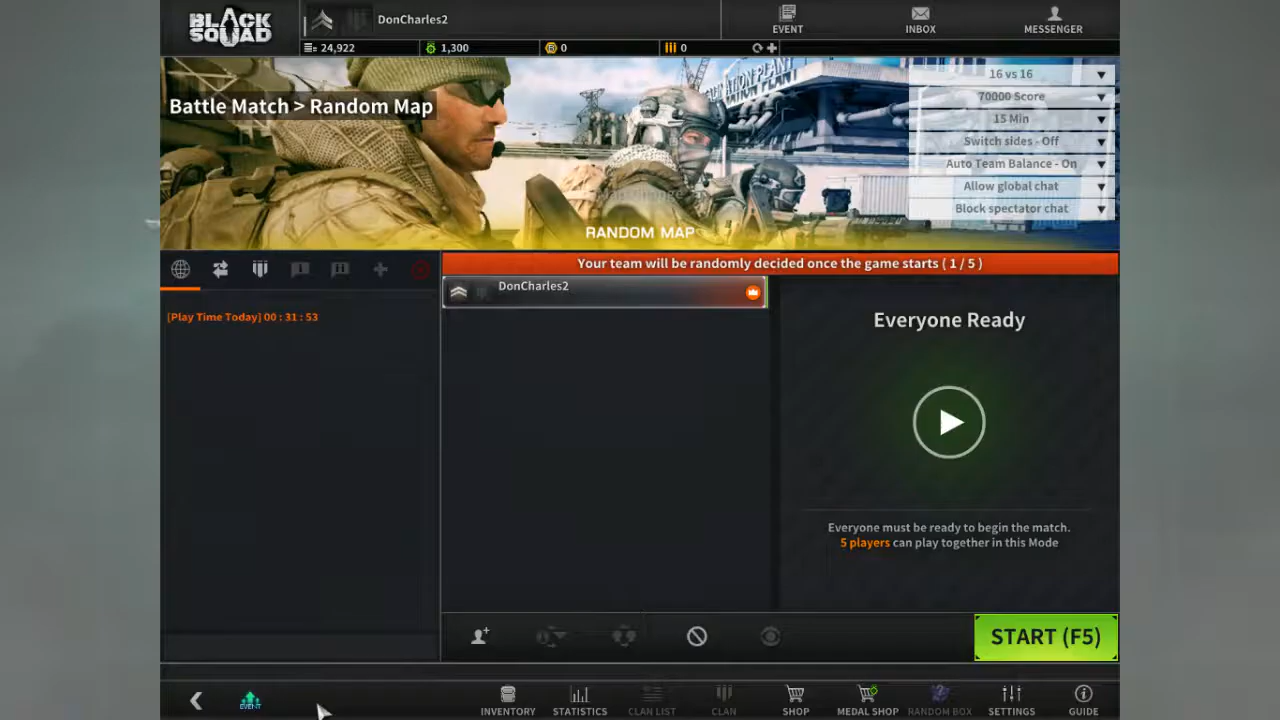 BLACK SQUAD
DonCharles2
EVENT
INBOX
MESSENGER
24,922
1,300
0
0
Battle Match > Random Map
16 vs 16
70000 Score
15 Min
Switch sides - Off
Auto Team Balance - On
Allow global chat
Block spectator chat
RANDOM MAP
Your team will be randomly decided once the game starts ( 1 / 5 )
DonCharles2
[Play Time Today] 00 : 31 : 53
Everyone Ready
Everyone must be ready to begin the match.
5 players can play together in this Mode
START (F5)
EVENT
INVENTORY
STATISTICS
CLAN LIST
CLAN
SHOP
MEDAL SHOP
RANDOM BOX
SETTINGS
GUIDE